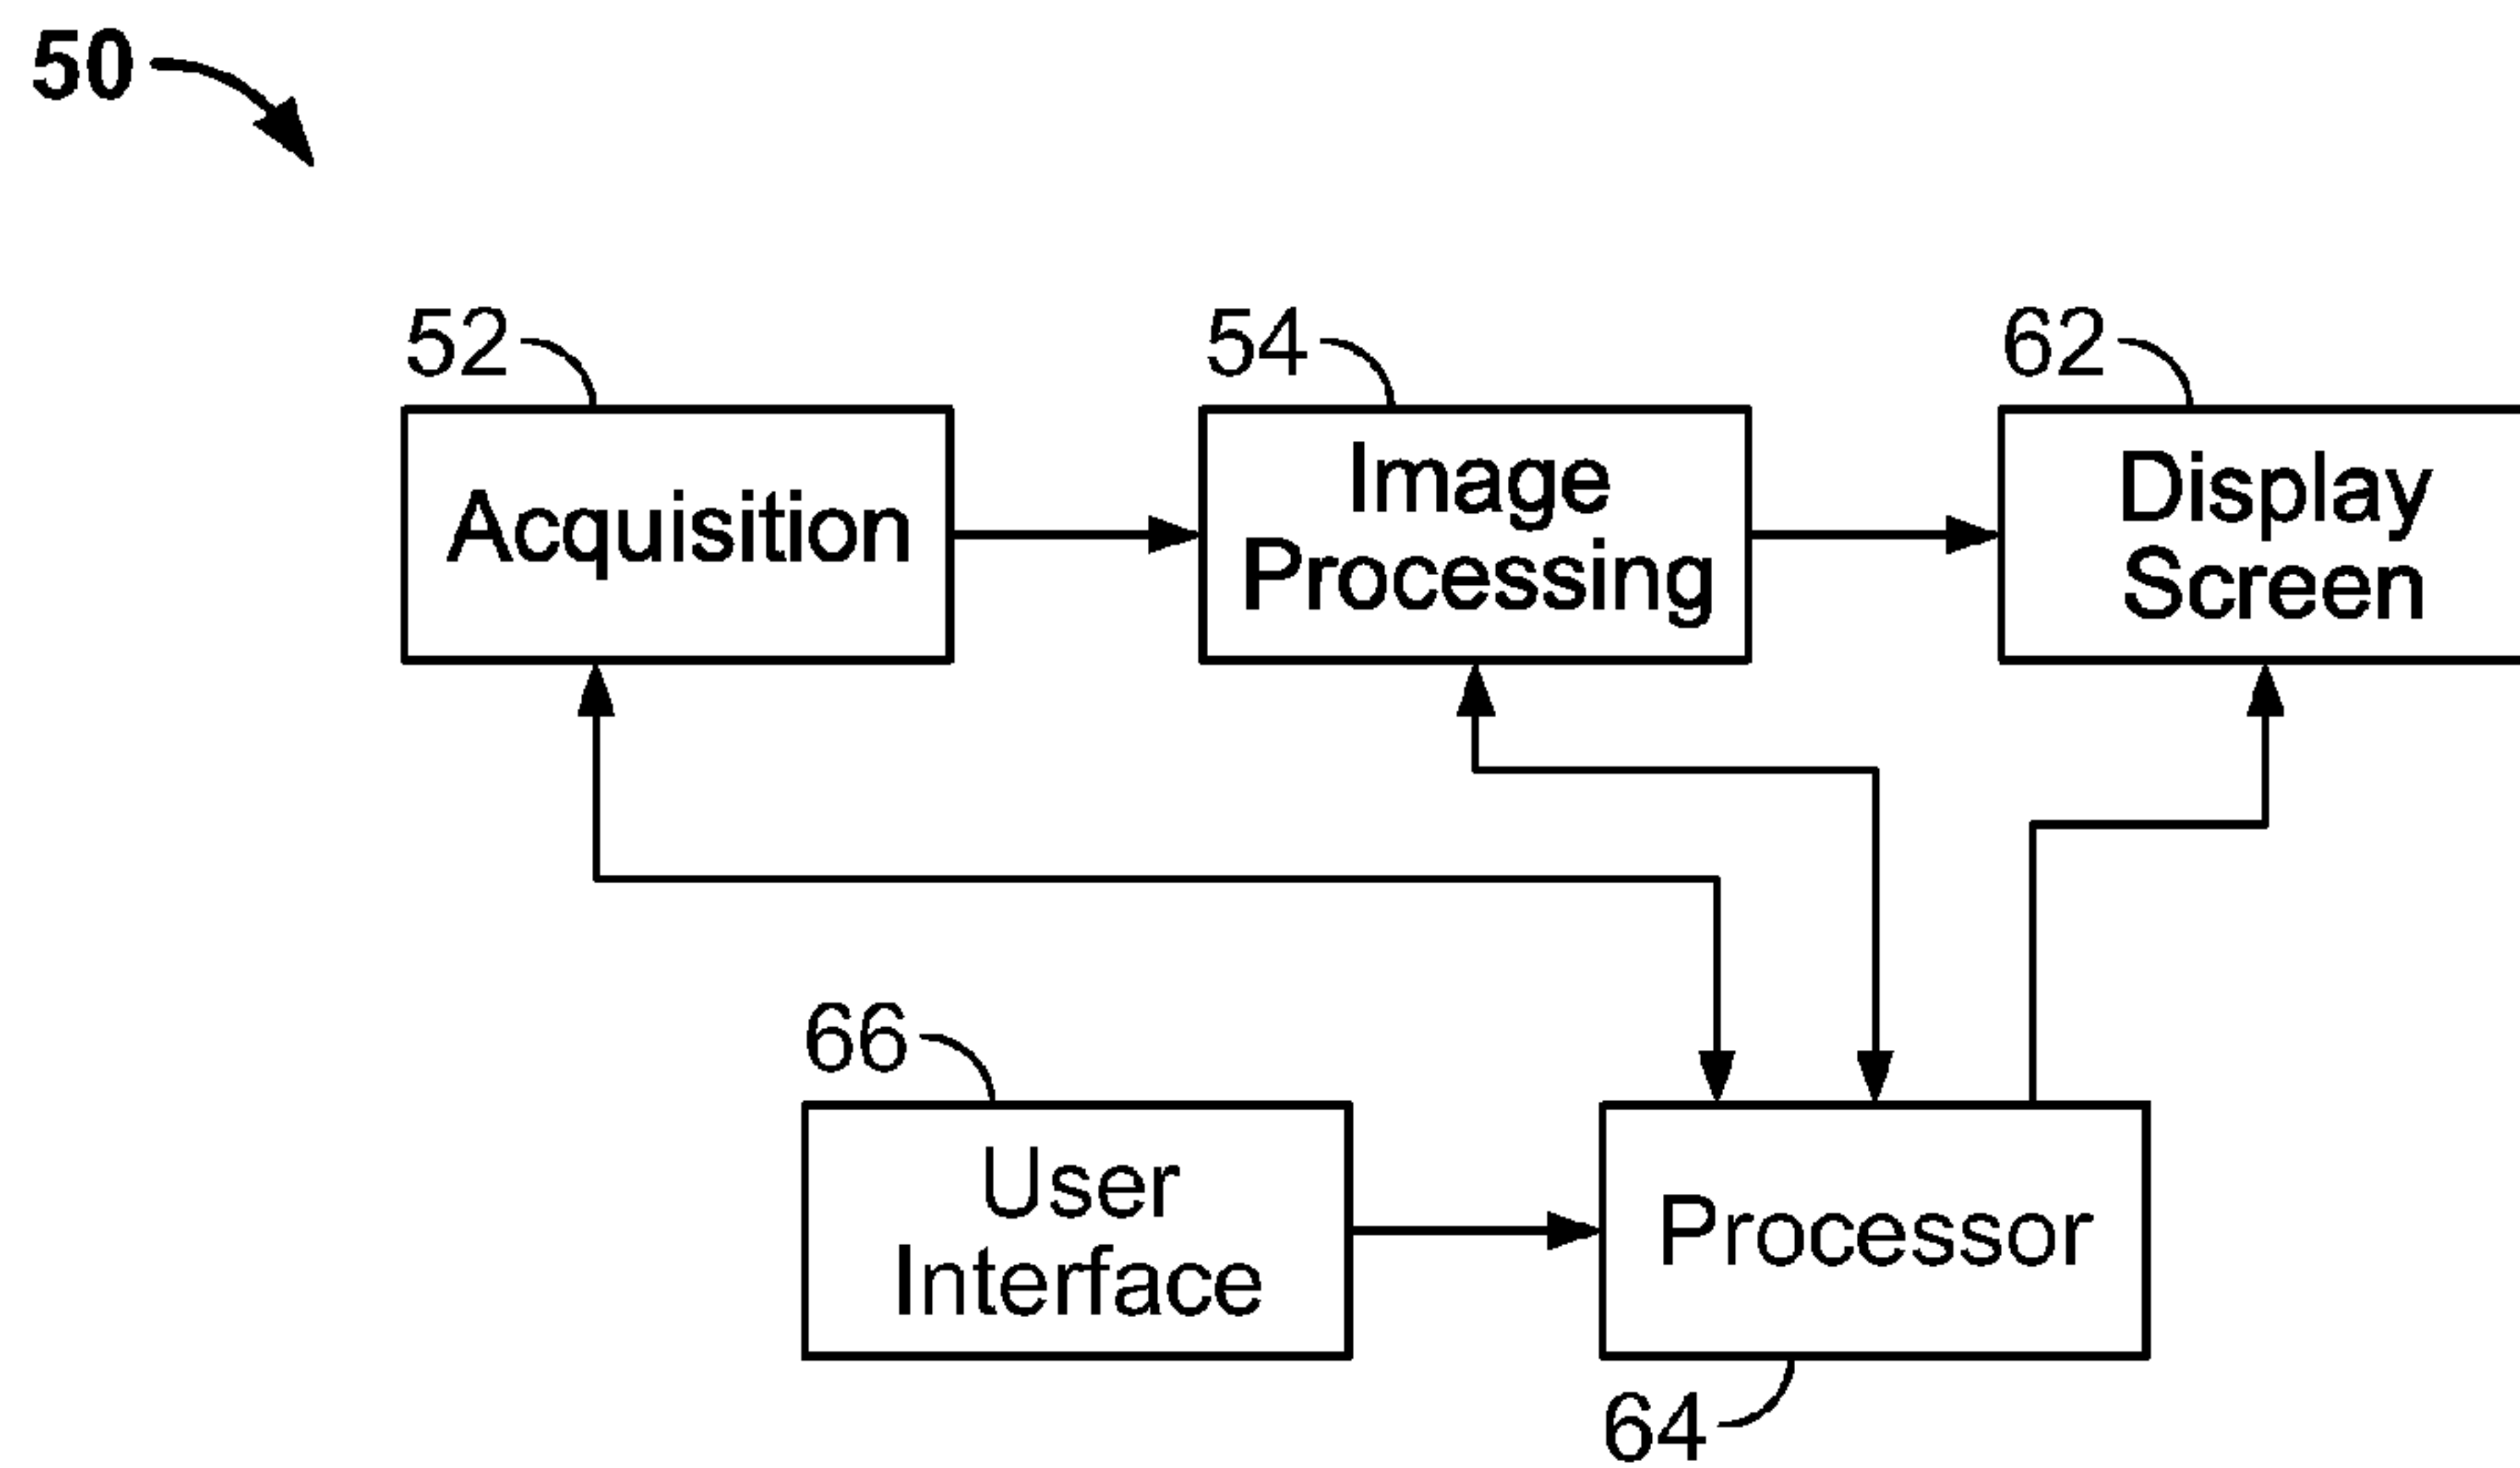 50
52
54
62
Acquisition
Image
Processing
Display
Screen
66
User
Interface
Processor
64